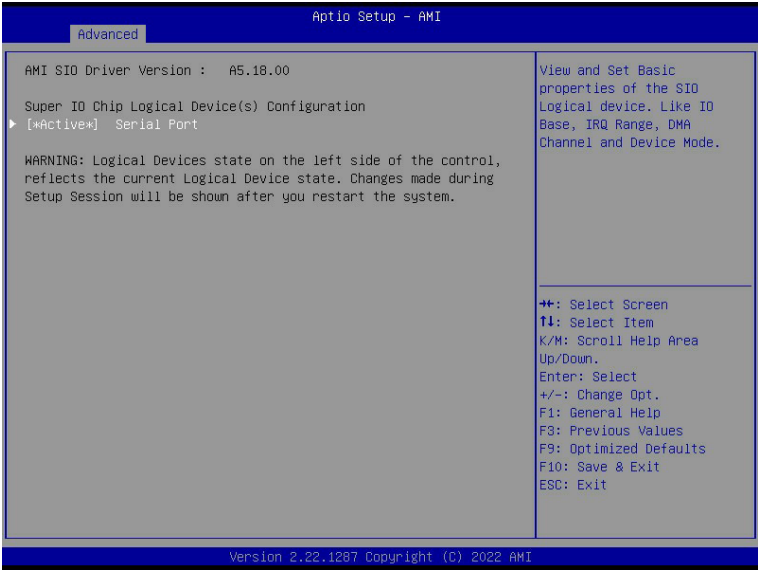 Aptio Setup – AMI
Advanced
AMI SIO Driver Version : A5.18.00
Super IO Chip Logical Device(s) Configuration
[*Active*] Serial Port
WARNING: Logical Devices state on the left side of the control,
reflects the current Logical Device state. Changes made during
Setup Session will be shown after you restart the system.
View and Set Basic
properties of the SIO
Logical device. Like IO
Base, IRQ Range, DMA
Channel and Device Mode.
→←: Select Screen
↑↓: Select Item
K/M: Scroll Help Area
Up/Down.
Enter: Select
+/-: Change Opt.
F1: General Help
F3: Previous Values
F9: Optimized Defaults
F10: Save & Exit
ESC: Exit
Version 2.22.1287 Copyright (C) 2022 AMI